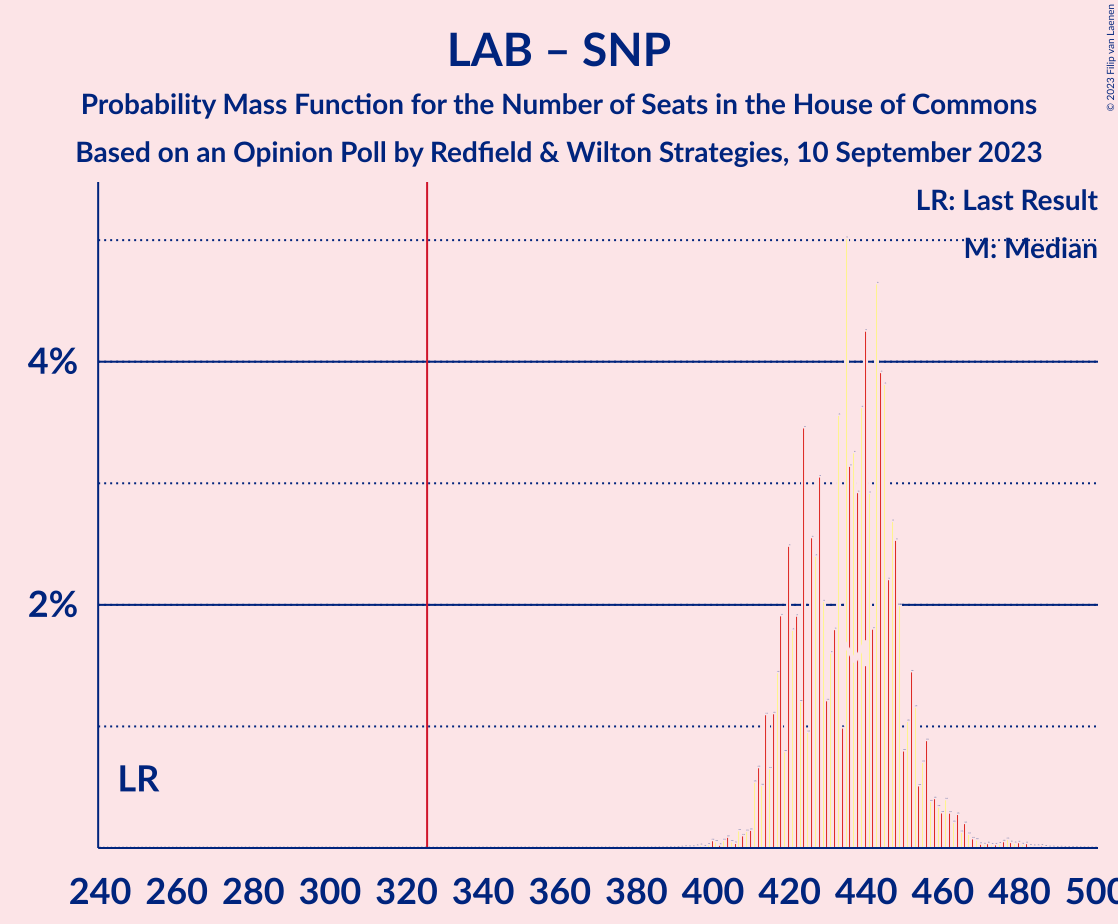 LAB – SNP
Probability Mass Function for the Number of Seats in the House of Commons
Based on an Opinion Poll by Redfield & Wilton Strategies, 10 September 2023
© 2023 Filip van Laenen
LR: Last Result
M: Median
4%
2%
LR
240 260 280 300 320 340 360 380 400 420 440 460 480 500